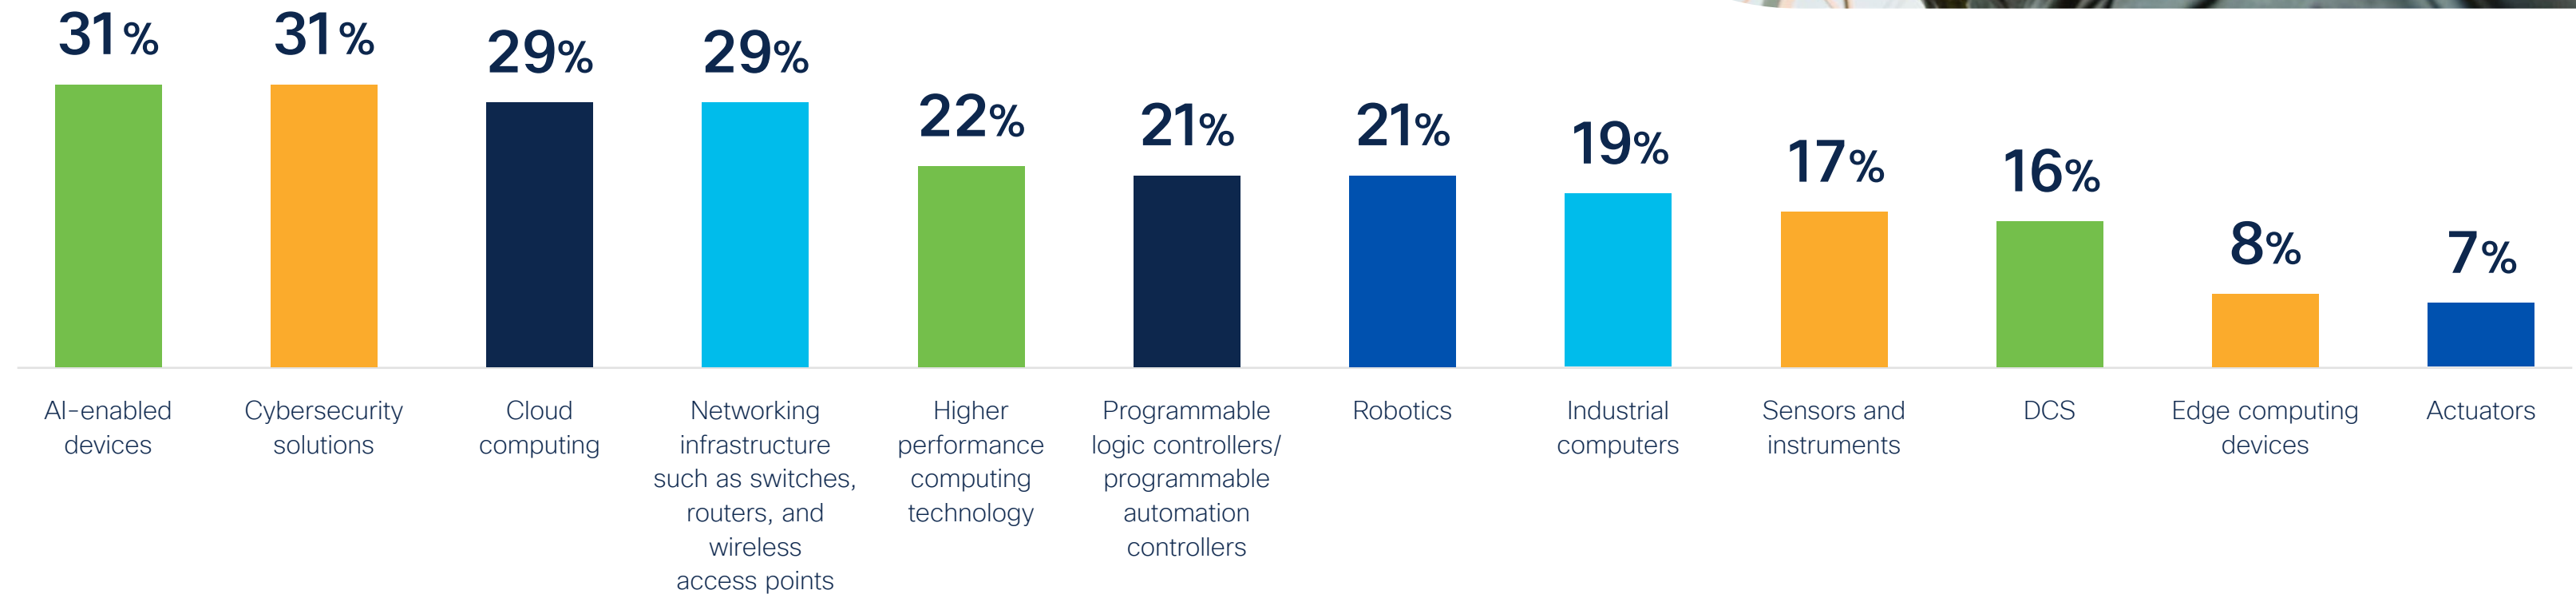 31%
31%
29%
29%
22%
21%
21%
19%
17%
16%
8%
7%
AI-enabled
devices
Cybersecurity
solutions
Cloud
computing
Networking
infrastructure
such as switches,
routers, and
wireless
access points
Higher
performance
computing
technology
Programmable
logic controllers/
programmable
automation
controllers
Robotics
Industrial
computers
Sensors and
instruments
DCS
Edge computing
devices
Actuators